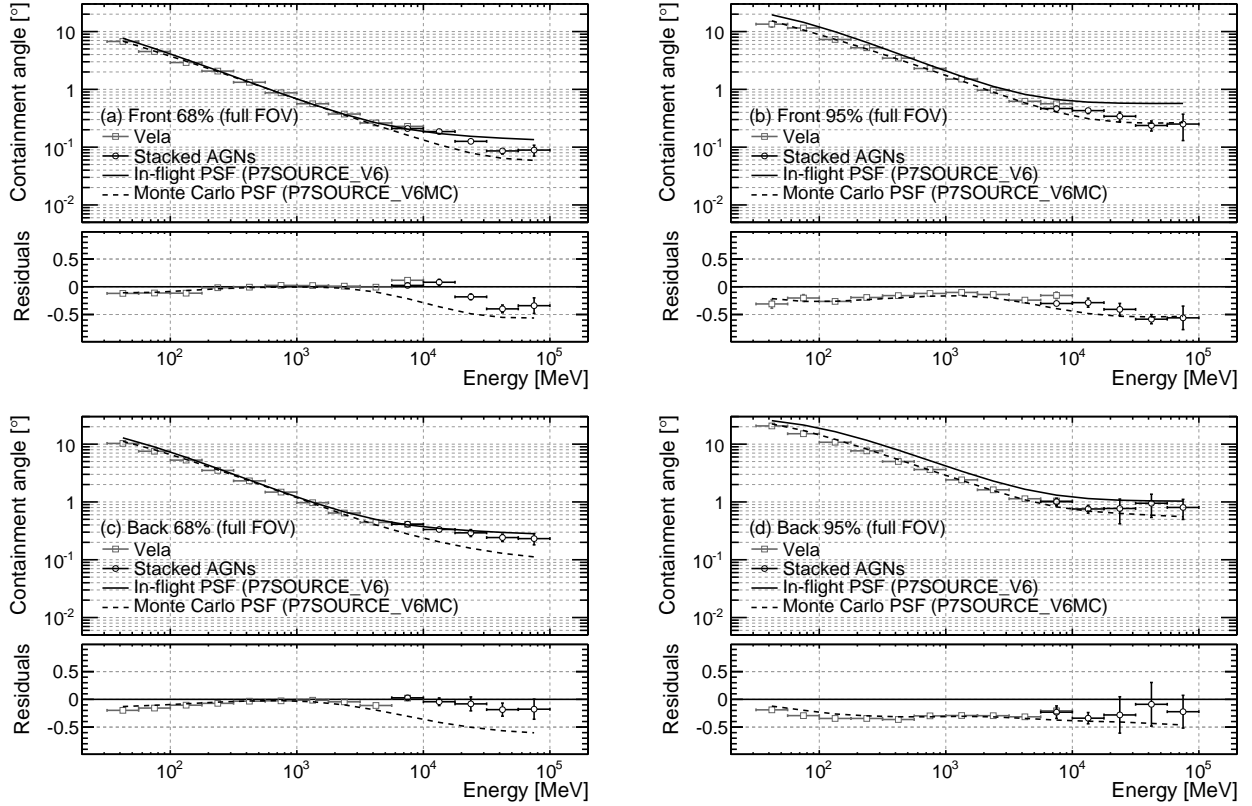 Containment angle [°]
10
1
10⁻¹
10⁻²
(a) Front 68% (full FOV)
Vela
Stacked AGNs
In-flight PSF (P7SOURCE_V6)
Monte Carlo PSF (P7SOURCE_V6MC)
Residuals
0.5
0
-0.5
10² 10³ 10⁴ 10⁵
Energy [MeV]
Containment angle [°]
10
1
10⁻¹
10⁻²
(b) Front 95% (full FOV)
Vela
Stacked AGNs
In-flight PSF (P7SOURCE_V6)
Monte Carlo PSF (P7SOURCE_V6MC)
Residuals
0.5
0
-0.5
10² 10³ 10⁴ 10⁵
Energy [MeV]
Containment angle [°]
10
1
10⁻¹
10⁻²
(c) Back 68% (full FOV)
Vela
Stacked AGNs
In-flight PSF (P7SOURCE_V6)
Monte Carlo PSF (P7SOURCE_V6MC)
Residuals
0.5
0
-0.5
10² 10³ 10⁴ 10⁵
Energy [MeV]
Containment angle [°]
10
1
10⁻¹
10⁻²
(d) Back 95% (full FOV)
Vela
Stacked AGNs
In-flight PSF (P7SOURCE_V6)
Monte Carlo PSF (P7SOURCE_V6MC)
Residuals
0.5
0
-0.5
10² 10³ 10⁴ 10⁵
Energy [MeV]